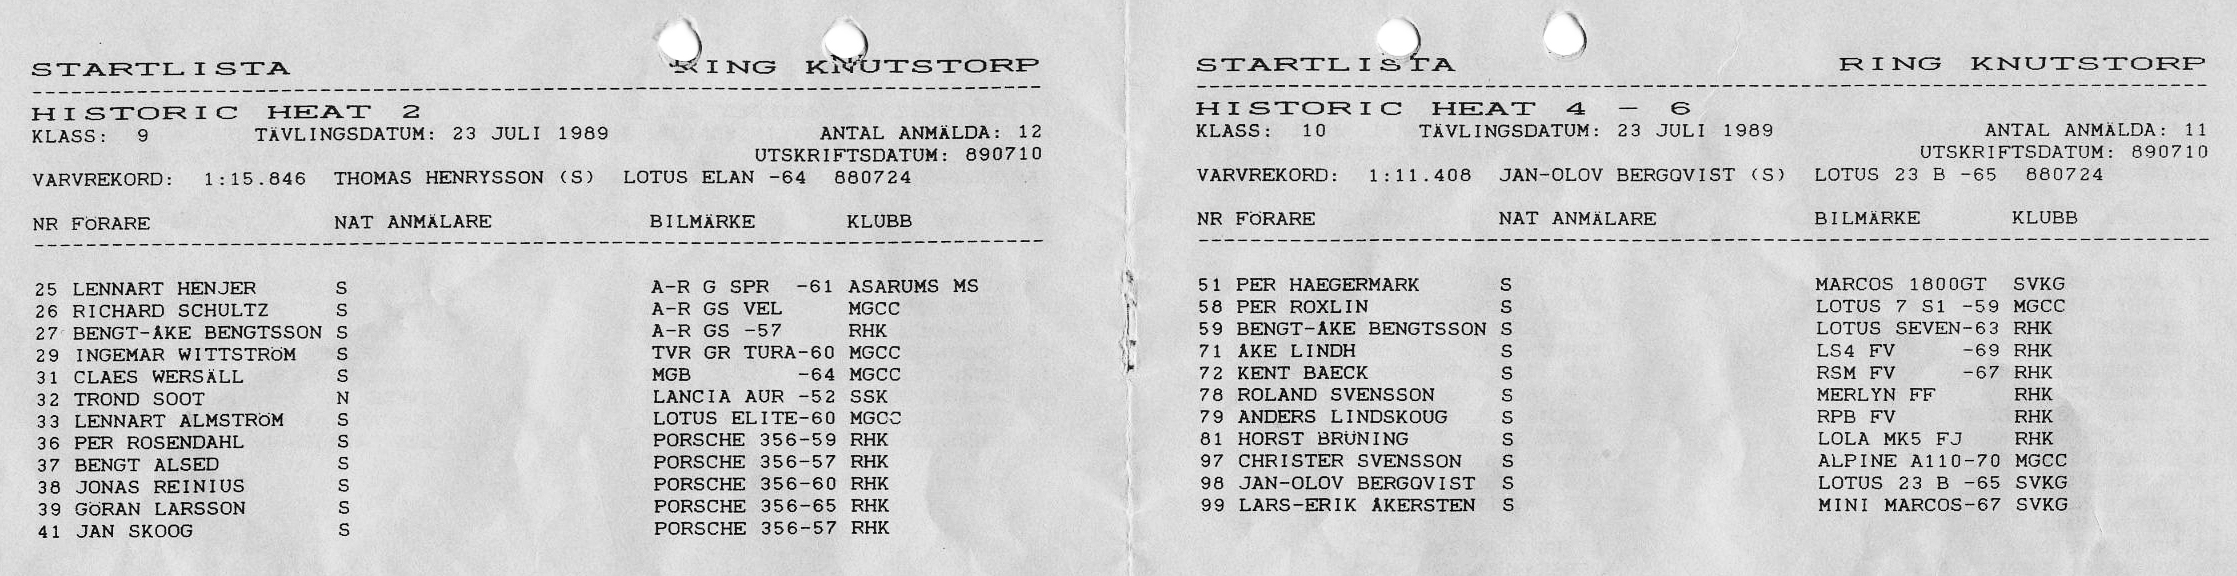 STARTLISTA RING KNUTSTORP
HISTORIC HEAT 2
KLASS: 9 TÄVLINGSDATUM: 23 JULI 1989 ANTAL ANMÄLDA: 12
UTSKRIFTSDATUM: 890710
VARVREKORD: 1:15.846 THOMAS HENRYSSON (S) LOTUS ELAN -64 880724
NR FÖRARE NAT ANMÄLARE BILMÄRKE KLUBB
25 LENNART HENJER S A-R G SPR -61 ASARUMS MS
26 RICHARD SCHULTZ S A-R GS VEL MGCC
27 BENGT-ÅKE BENGTSSON S A-R GS -57 RHK
29 INGEMAR WITTSTRÖM S TVR GR TURA-60 MGCC
31 CLAES WERSÄLL S MGB -64 MGCC
32 TROND SOOT N LANCIA AUR -52 SSK
33 LENNART ALMSTRÖM S LOTUS ELITE-60 MGCC
36 PER ROSENDAHL S PORSCHE 356-59 RHK
37 BENGT ALSED S PORSCHE 356-57 RHK
38 JONAS REINIUS S PORSCHE 356-60 RHK
39 GÖRAN LARSSON S PORSCHE 356-65 RHK
41 JAN SKOOG S PORSCHE 356-57 RHK
STARTLISTA RING KNUTSTORP
HISTORIC HEAT 4 - 6
KLASS: 10 TÄVLINGSDATUM: 23 JULI 1989 ANTAL ANMÄLDA: 11
UTSKRIFTSDATUM: 890710
VARVREKORD: 1:11.408 JAN-OLOV BERGQVIST (S) LOTUS 23 B -65 880724
NR FÖRARE NAT ANMÄLARE BILMÄRKE KLUBB
51 PER HAEGERMARK S MARCOS 1800GT SVKG
58 PER ROXLIN S LOTUS 7 S1 -59 MGCC
59 BENGT-ÅKE BENGTSSON S LOTUS SEVEN-63 RHK
71 ÅKE LINDH S LS4 FV -69 RHK
72 KENT BAECK S RSM FV -67 RHK
78 ROLAND SVENSSON S MERLYN FF RHK
79 ANDERS LINDSKOUG S RPB FV RHK
81 HORST BRÜNING S LOLA MK5 FJ RHK
97 CHRISTER SVENSSON S ALPINE A110-70 MGCC
98 JAN-OLOV BERGQVIST S LOTUS 23 B -65 SVKG
99 LARS-ERIK ÅKERSTEN S MINI MARCOS-67 SVKG